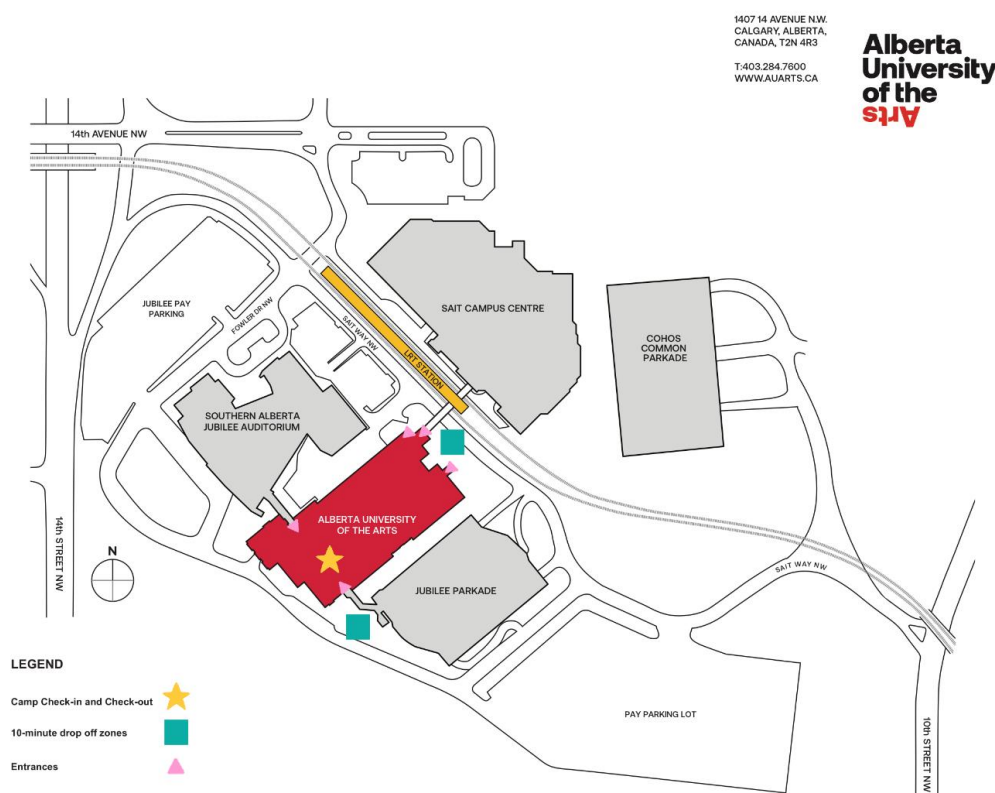 1407 14 AVENUE N.W.
CALGARY, ALBERTA,
CANADA, T2N 4R3
T:403.284.7600
WWW.AUARTS.CA
Alberta
University
of the
Arts
14th AVENUE NW
JUBILEE PAY
PARKING
FOWLER DR NW
SAIT WAY NW
LRT STATION
SAIT CAMPUS CENTRE
COHOS
COMMON
PARKADE
SOUTHERN ALBERTA
JUBILEE AUDITORIUM
ALBERTA UNIVERSITY
OF THE ARTS
14th STREET NW
N
JUBILEE PARKADE
SAIT WAY NW
PAY PARKING LOT
10th STREET NW
LEGEND
Camp Check-in and Check-out
10-minute drop off zones
Entrances